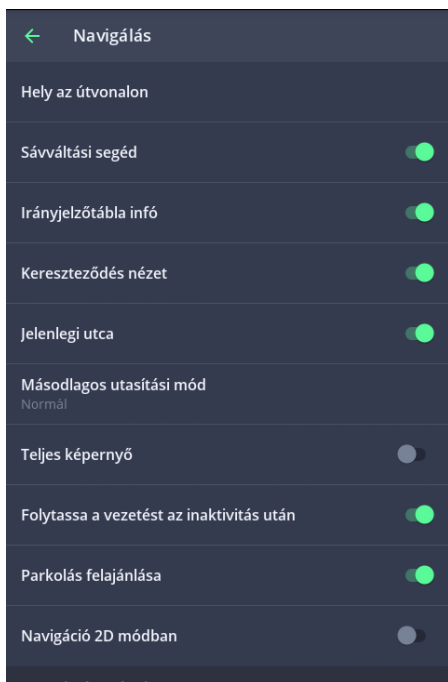 Navigálás
Hely az útvonalon
Sávváltási segéd
Irányjelzőtábla infó
Kereszteződés nézet
Jelenlegi utca
Másodlagos utasítási mód
Normál
Teljes képernyő
Folytassa a vezetést az inaktivitás után
Parkolás felajánlása
Navigáció 2D módban